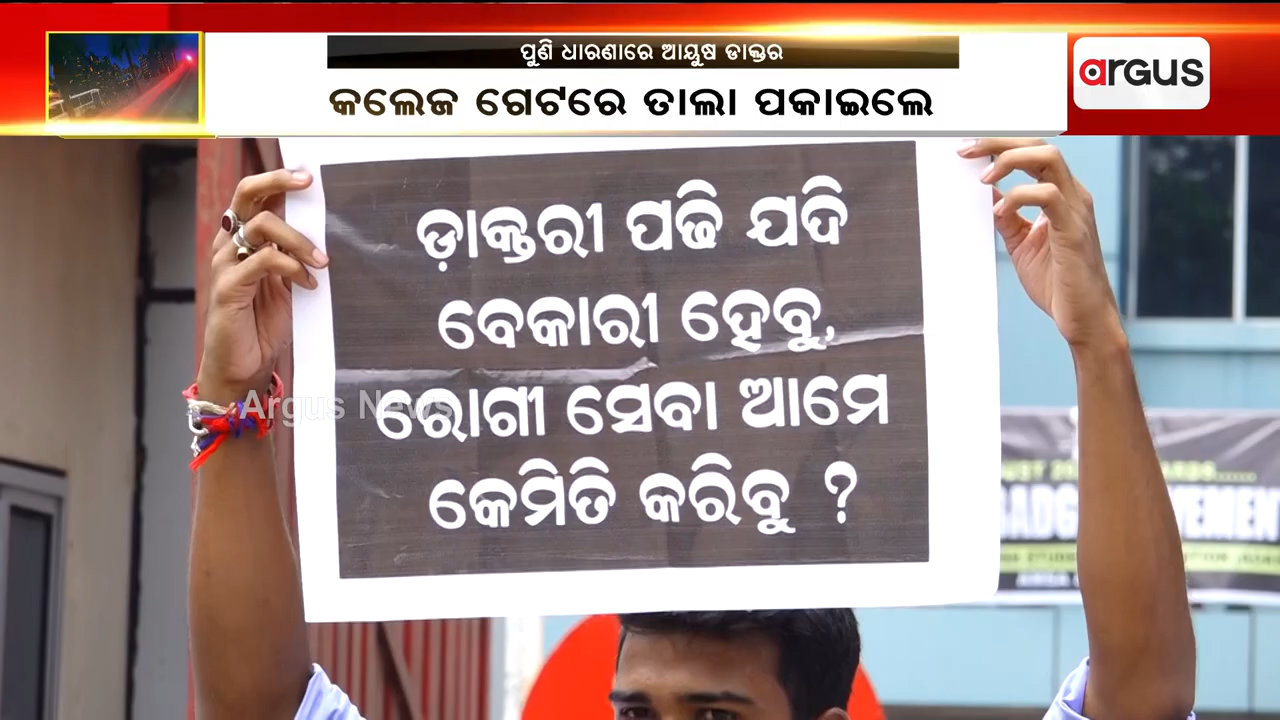 ପୁଣି ଧାରଣାରେ ଆୟୁଷ ଡାକ୍ତର
କଲେଜ ଗେଟରେ ତାଲା ପକାଇଲେ
argus
ଡ଼ାକ୍ତରୀ ପଢି ଯଦି
ବେକାରୀ ହେବୁ,
ରୋଗୀ ସେବା ଆମେ
କେମିତି କରିବୁ ?
Argus News